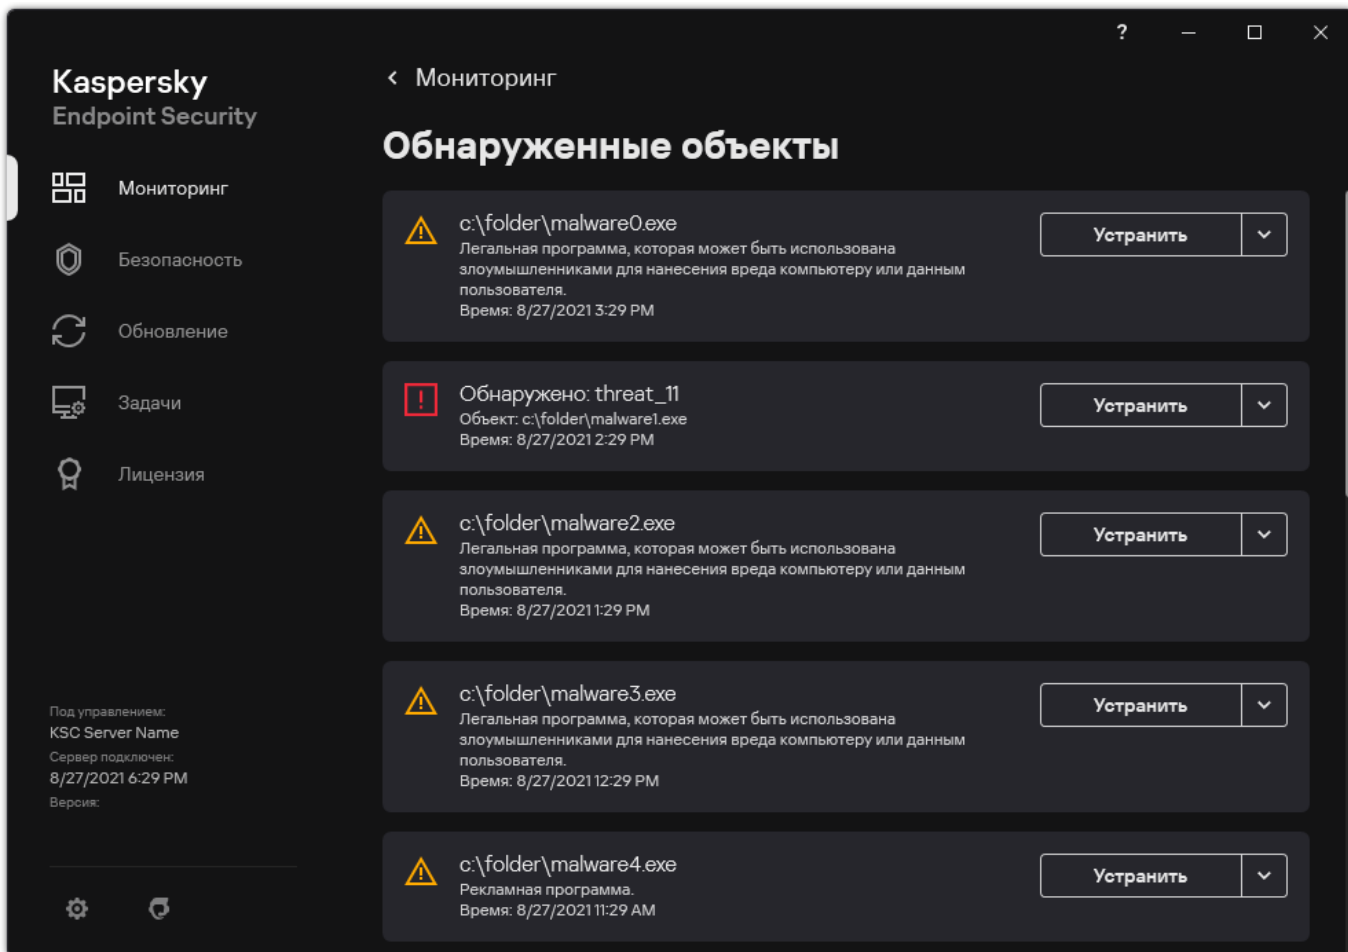 ?
Kaspersky
Endpoint Security
Мониторинг
Безопасность
Обновление
Задачи
Лицензия
Под управлением:
KSC Server Name
Сервер подключен:
8/27/2021 6:29 PM
Версия:
Мониторинг
Обнаруженные объекты
c:\folder\malware0.exe
Легальная программа, которая может быть использована
злоумышленниками для нанесения вреда компьютеру или данным
пользователя.
Время: 8/27/2021 3:29 PM
Устранить
Обнаружено: threat_11
Объект: c:\folder\malware1.exe
Время: 8/27/2021 2:29 PM
Устранить
c:\folder\malware2.exe
Легальная программа, которая может быть использована
злоумышленниками для нанесения вреда компьютеру или данным
пользователя.
Время: 8/27/2021 1:29 PM
Устранить
c:\folder\malware3.exe
Легальная программа, которая может быть использована
злоумышленниками для нанесения вреда компьютеру или данным
пользователя.
Время: 8/27/2021 12:29 PM
Устранить
c:\folder\malware4.exe
Рекламная программа.
Время: 8/27/2021 11:29 AM
Устранить